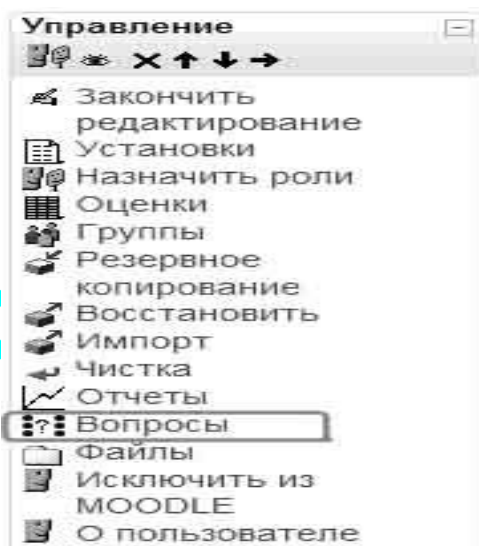 Управление
Закончить
редактирование
Установки
Назначить роли
Оценки
Группы
Резервное
копирование
Восстановить
Импорт
Чистка
Отчеты
Вопросы
Файлы
Исключить из
MOODLE
О пользователе